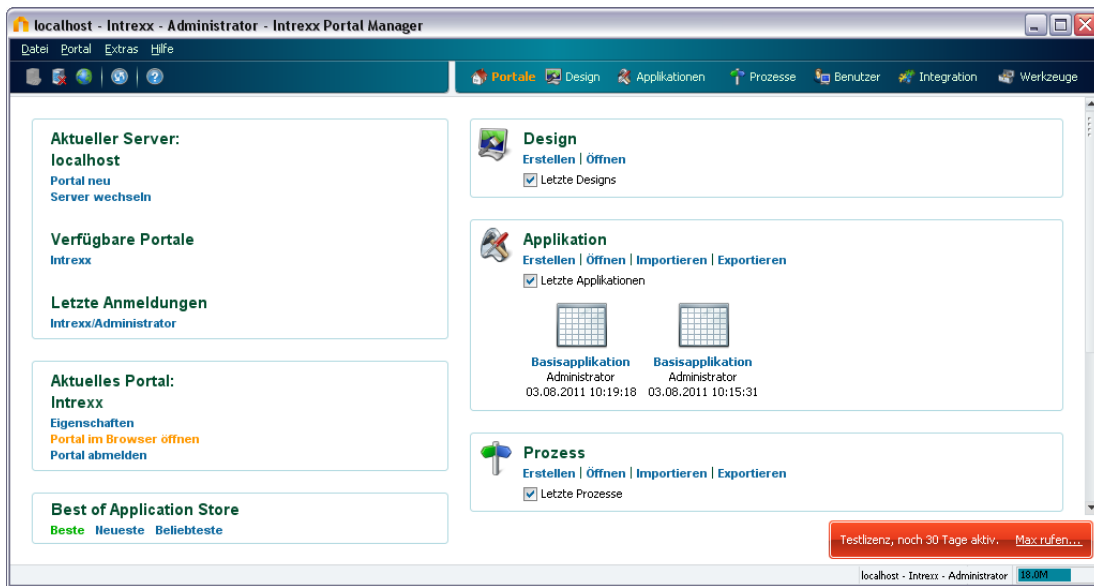 localhost - Intrexx - Administrator - Intrexx Portal Manager
Datei Portal Extras Hilfe
Portale Design Applikationen Prozesse Benutzer Integration Werkzeuge
Aktueller Server:
localhost
Portal neu
Server wechseln
Verfügbare Portale
Intrexx
Letzte Anmeldungen
Intrexx/Administrator
Aktuelles Portal:
Intrexx
Eigenschaften
Portal im Browser öffnen
Portal abmelden
Best of Application Store
Beste Neueste Beliebteste
Design
Erstellen | Öffnen
Letzte Designs
Applikation
Erstellen | Öffnen | Importieren | Exportieren
Letzte Applikationen
Basisapplikation Basisapplikation
Administrator Administrator
03.08.2011 10:19:18 03.08.2011 10:15:31
Prozess
Erstellen | Öffnen | Importieren | Exportieren
Letzte Prozesse
Testlizenz, noch 30 Tage aktiv. Max rufen...
localhost - Intrexx - Administrator 18.0M